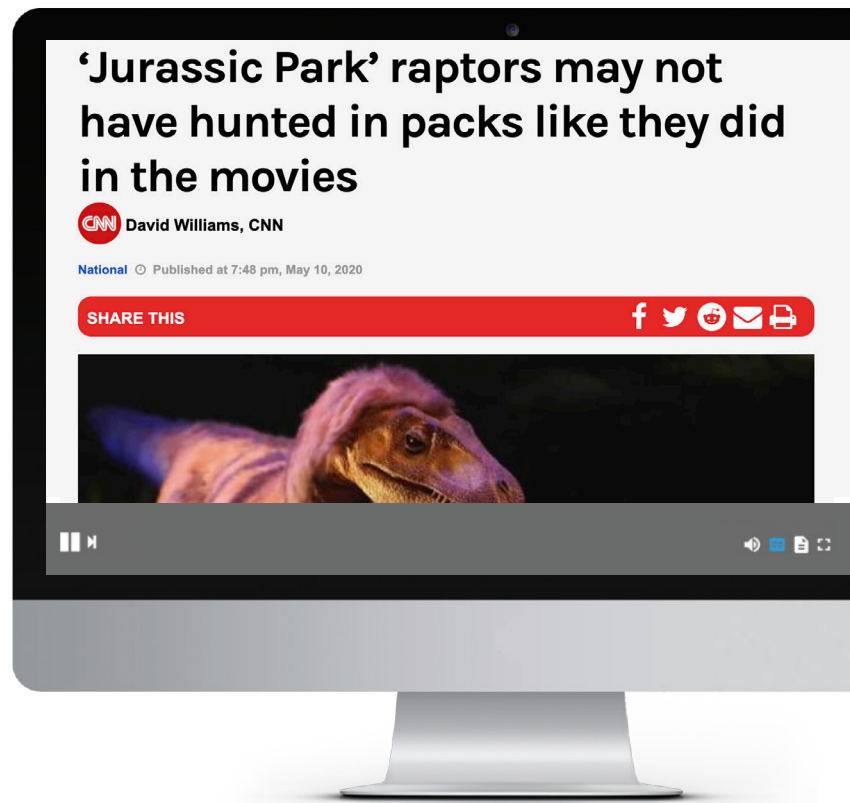 ‘Jurassic Park’ raptors may not
have hunted in packs like they did
in the movies
CNN David Williams, CNN
National Published at 7:48 pm, May 10, 2020
SHARE THIS
CC